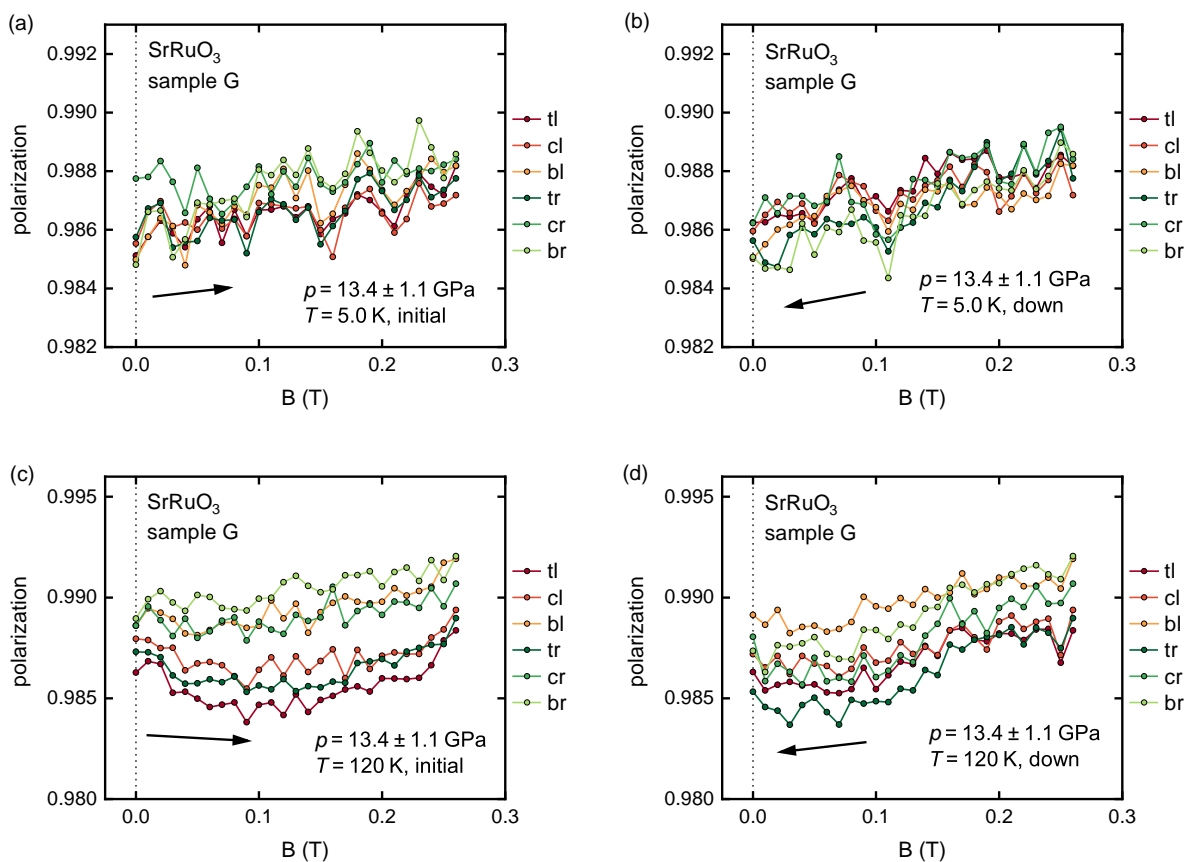 (a)
SrRuO₃
sample G
0.992
0.990
0.988
0.986
0.984
0.982
polarization
0.0
0.1
0.2
0.3
B (T)
p = 13.4 ± 1.1 GPa
T = 5.0 K, initial
tl
cl
bl
tr
cr
br
(b)
SrRuO₃
sample G
0.992
0.990
0.988
0.986
0.984
0.982
polarization
0.0
0.1
0.2
0.3
B (T)
p = 13.4 ± 1.1 GPa
T = 5.0 K, down
tl
cl
bl
tr
cr
br
(c)
SrRuO₃
sample G
0.995
0.990
0.985
0.980
polarization
0.0
0.1
0.2
0.3
B (T)
p = 13.4 ± 1.1 GPa
T = 120 K, initial
tl
cl
bl
tr
cr
br
(d)
SrRuO₃
sample G
0.995
0.990
0.985
0.980
polarization
0.0
0.1
0.2
0.3
B (T)
p = 13.4 ± 1.1 GPa
T = 120 K, down
tl
cl
bl
tr
cr
br